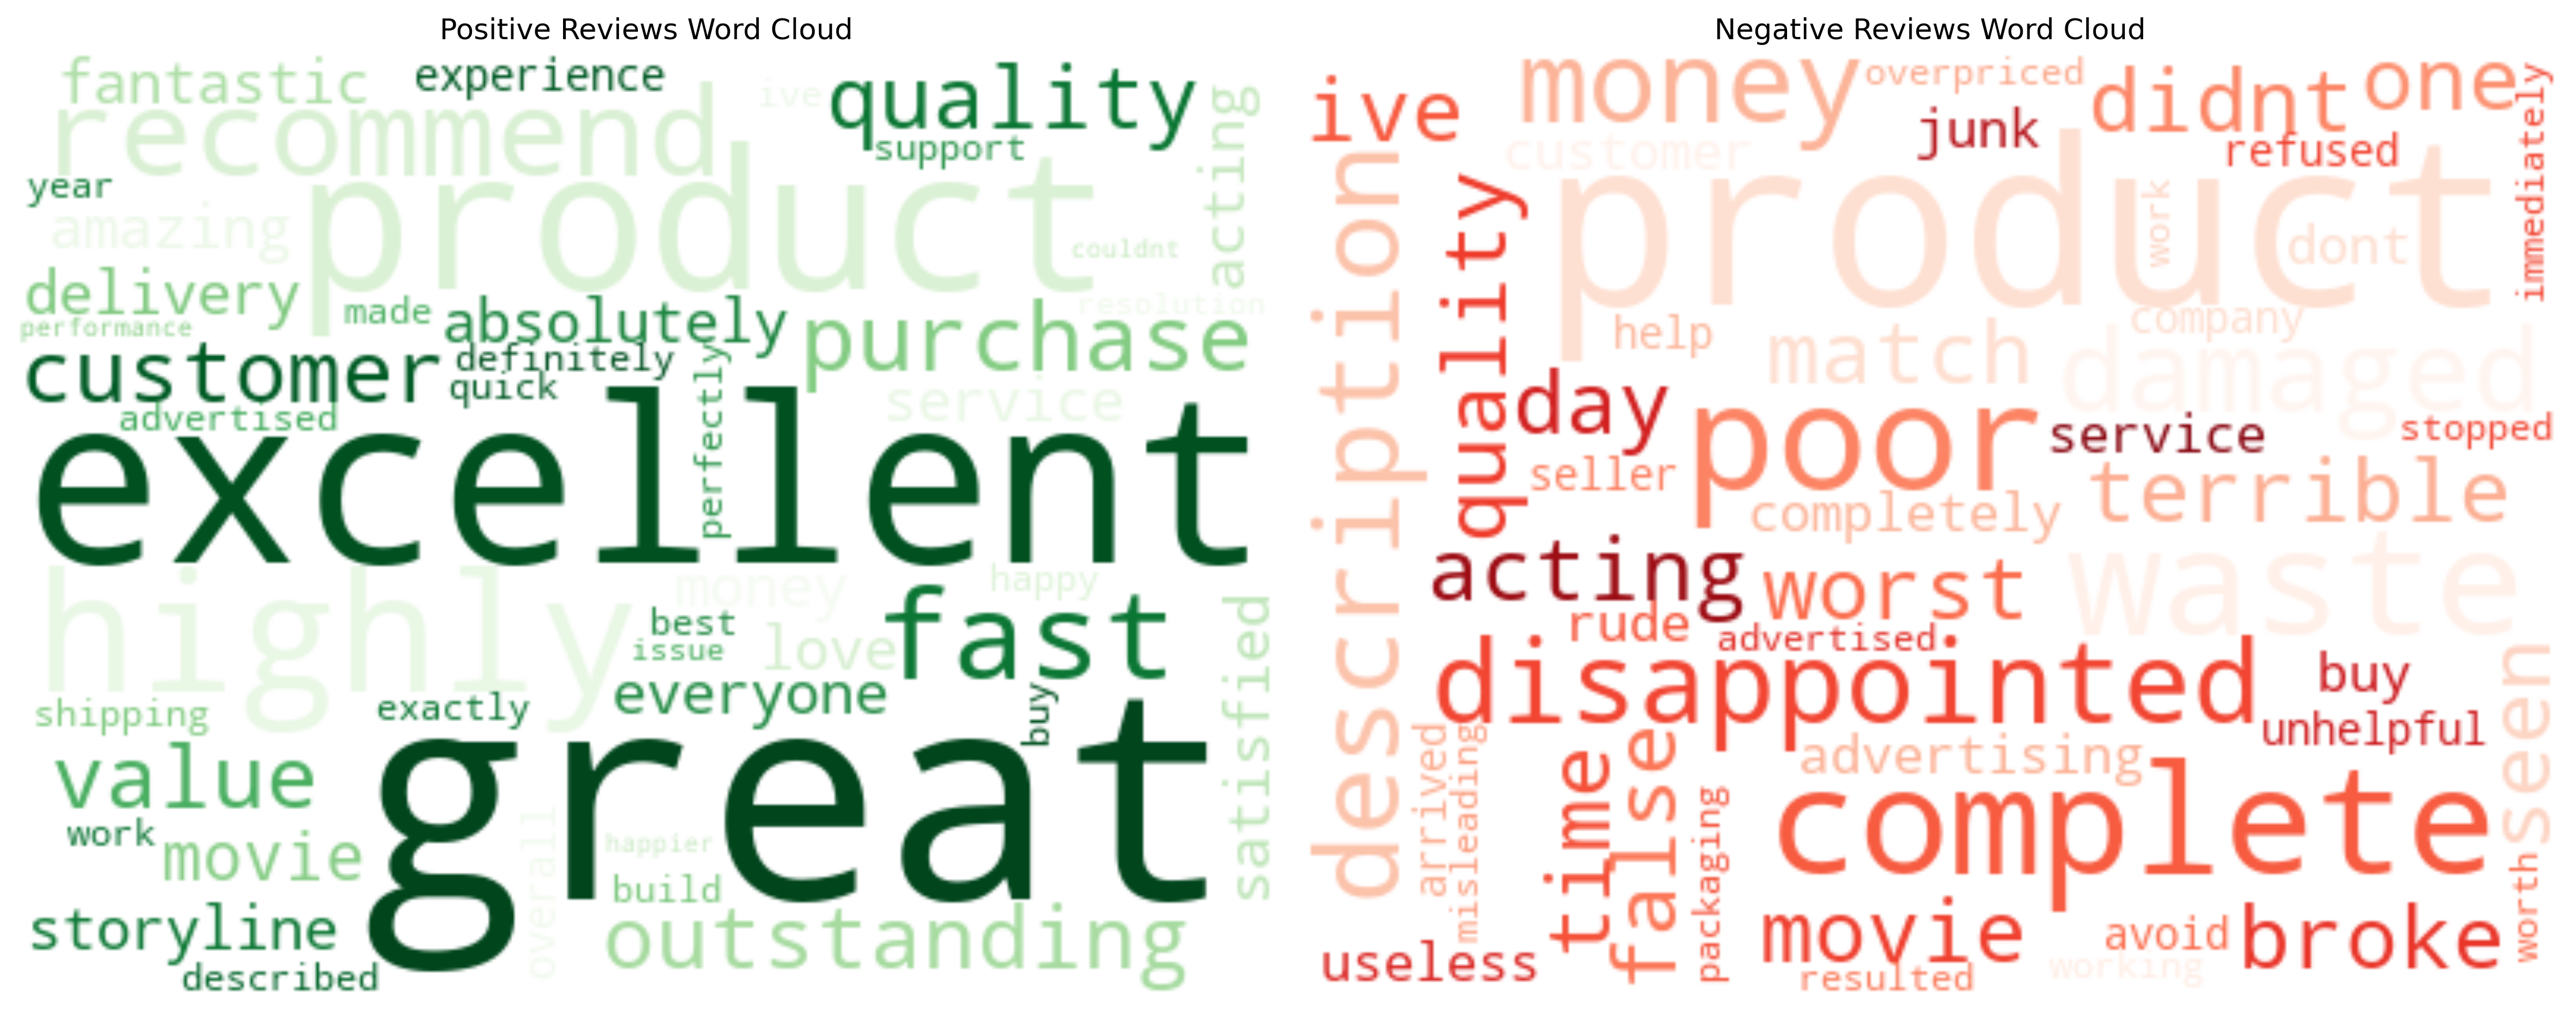 Positive Reviews Word Cloud
fantastic
experience
ive
quality
recommend
support
acting
year
product
amazing
couldnt
delivery
resolution
made
absolutely
performance
purchase
customer
definitely
quick
perfectly
service
advertised
excellent
highly
money
happy
fast
best
issue
love
satisfied
everyone
shipping
exactly
buy
value
great
work
movie
overall
happier
build
storyline
outstanding
described
Negative Reviews Word Cloud
ive
money
overpriced
didnt
one
junk
customer
refused
immediately
description
product
work
dont
quality
help
company
match
damaged
day
poor
service
stopped
seller
completely
terrible
acting
worst
waste
rude
advertised
disappointed
buy
seen
unhelpful
arrived
misleading
time
false
advertising
complete
packaging
movie
avoid
broke
worth
useless
resulted
working